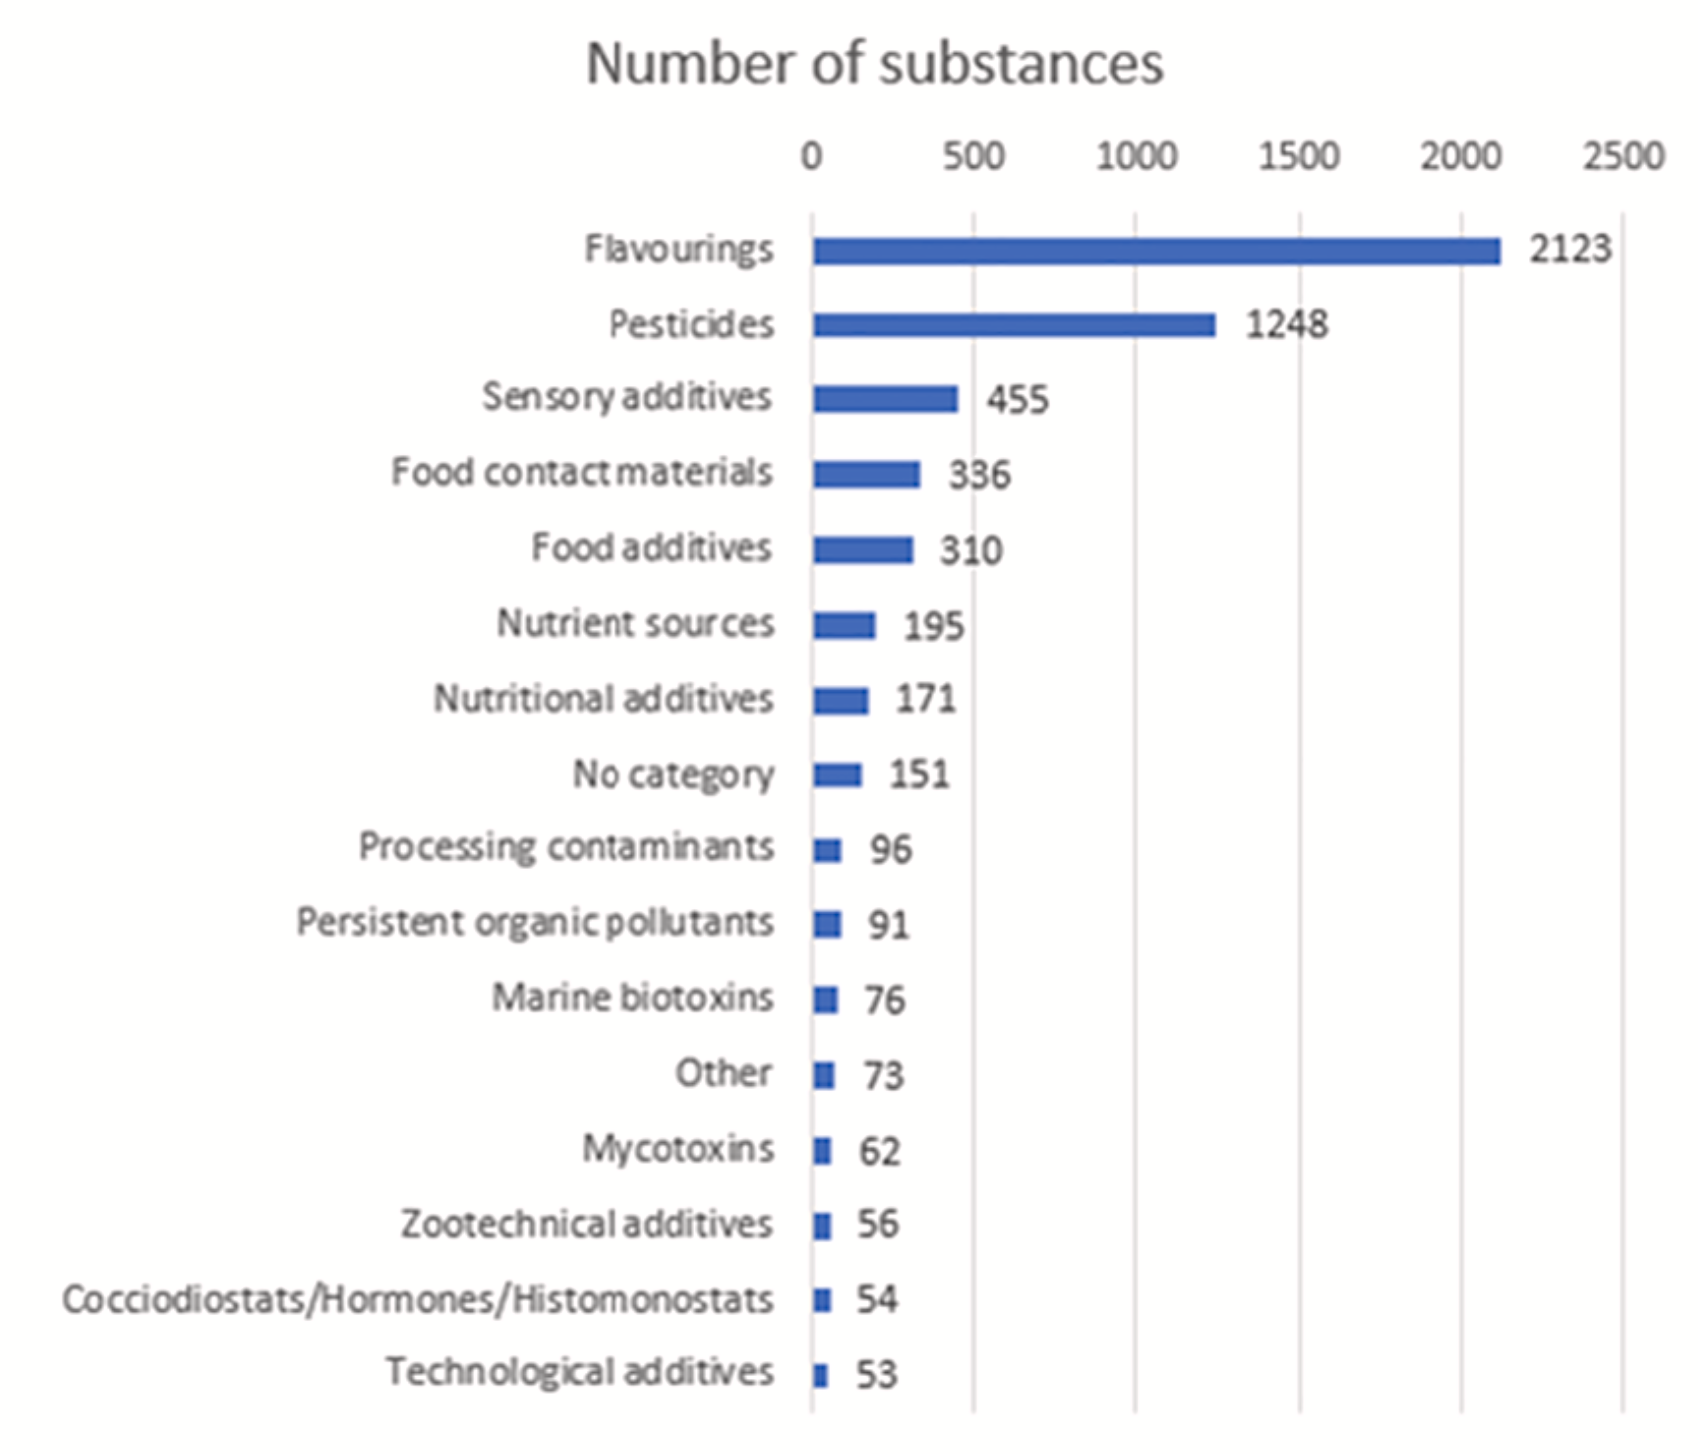 Number of substances
0 500 1000 1500 2000 2500
Flavourings 2123
Pesticides 1248
Sensory additives 455
Food contact materials 336
Food additives 310
Nutrient sources 195
Nutritional additives 171
No category 151
Processing contaminants 96
Persistent organic pollutants 91
Marine biotoxins 76
Other 73
Mycotoxins 62
Zootechnical additives 56
Cocciodiostats/Hormones/Histomonostats 54
Technological additives 53